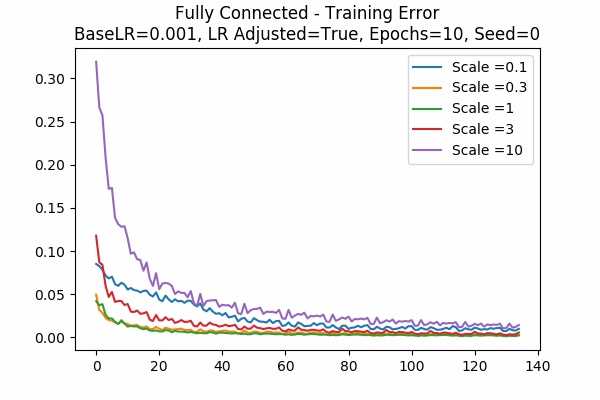 Fully Connected - Training Error
BaseLR=0.001, LR Adjusted=True, Epochs=10, Seed=0
Scale =0.1
Scale =0.3
Scale =1
Scale =3
Scale =10
0.30
0.25
0.20
0.15
0.10
0.05
0.00
0 20 40 60 80 100 120 140